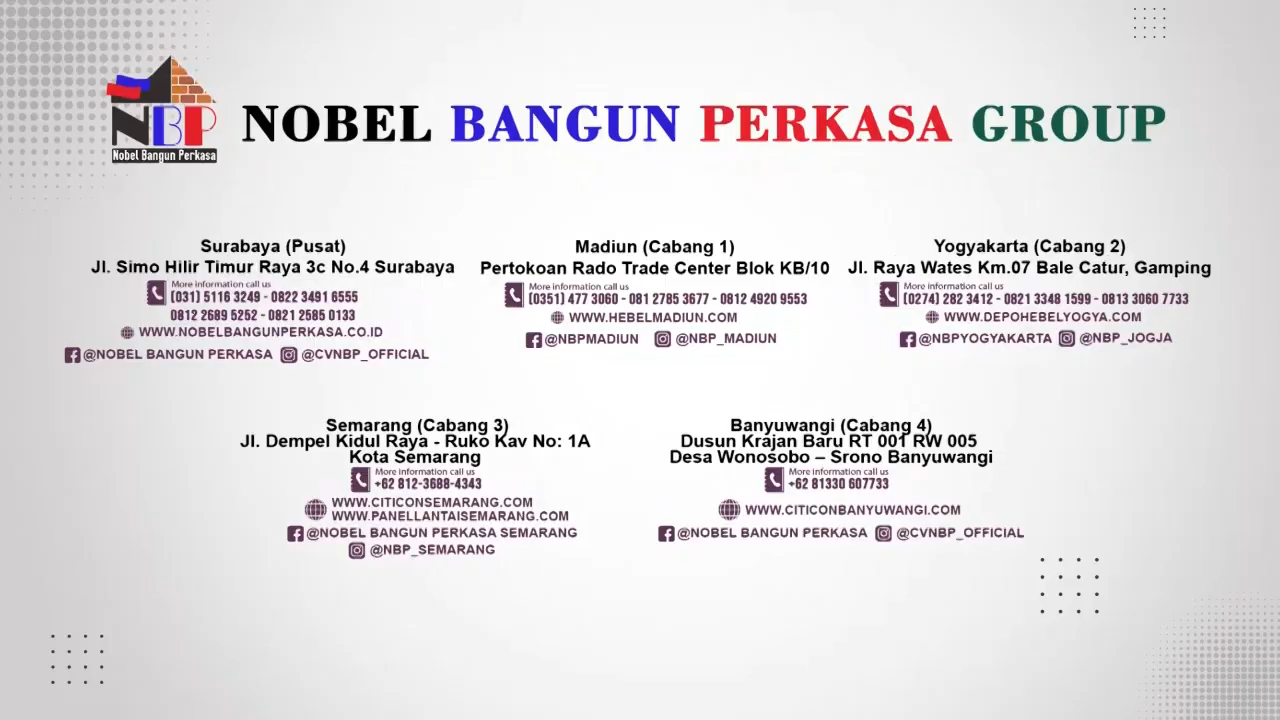 NBP
Nobel Bangun Perkasa
NOBEL BANGUN PERKASA GROUP
Surabaya (Pusat)
Jl. Simo Hilir Timur Raya 3c No.4 Surabaya
More information call us
(031) 5116 3249 - 0822 3491 6555
0812 2689 5252 - 0821 2585 0133
WWW.NOBELBANGUNPERKASA.CO.ID
@NOBEL BANGUN PERKASA @CVNBP_OFFICIAL
Madiun (Cabang 1)
Pertokoan Rado Trade Center Blok KB/10
More information call us
(0351) 477 3060 - 081 2785 3677 - 0812 4920 9553
WWW.HEBELMADIUN.COM
@NBPMADIUN @NBP_MADIUN
Yogyakarta (Cabang 2)
Jl. Raya Wates Km.07 Bale Catur, Gamping
More information call us
(0274) 282 3412 - 0821 3348 1599 - 0813 3060 7733
WWW.DEPOHEBELYOGYA.COM
@NBPYOGYAKARTA @NBP_JOGJA
Semarang (Cabang 3)
Jl. Dempel Kidul Raya - Ruko Kav No: 1A
Kota Semarang
More information call us
+62 812-3688-4343
WWW.CITICONSEMARANG.COM
WWW.PANELLANTAISEMARANG.COM
@NOBEL BANGUN PERKASA SEMARANG
@NBP_SEMARANG
Banyuwangi (Cabang 4)
Dusun Krajan Baru RT 001 RW 005
Desa Wonosobo – Srono Banyuwangi
More information call us
+62 81330 607733
WWW.CITICONBANYUWANGI.COM
@NOBEL BANGUN PERKASA @CVNBP_OFFICIAL